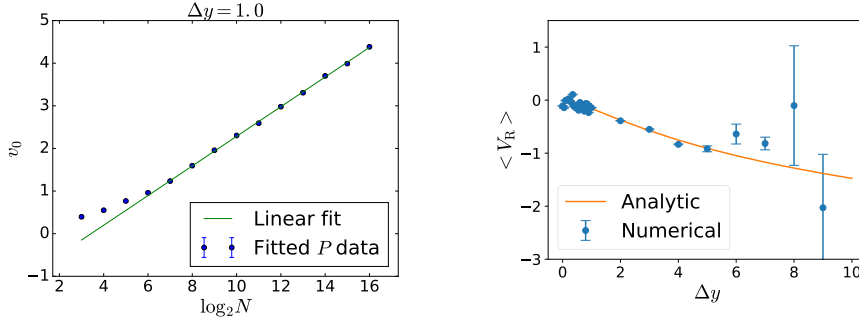 Δy = 1.0
5
4
3
2
1
0
−1
v₀
2 4 6 8 10 12 14 16
log₂N
Linear fit
Fitted P data
1
0
−1
−2
−3
< V_R >
0 2 4 6 8 10
Δy
Analytic
Numerical